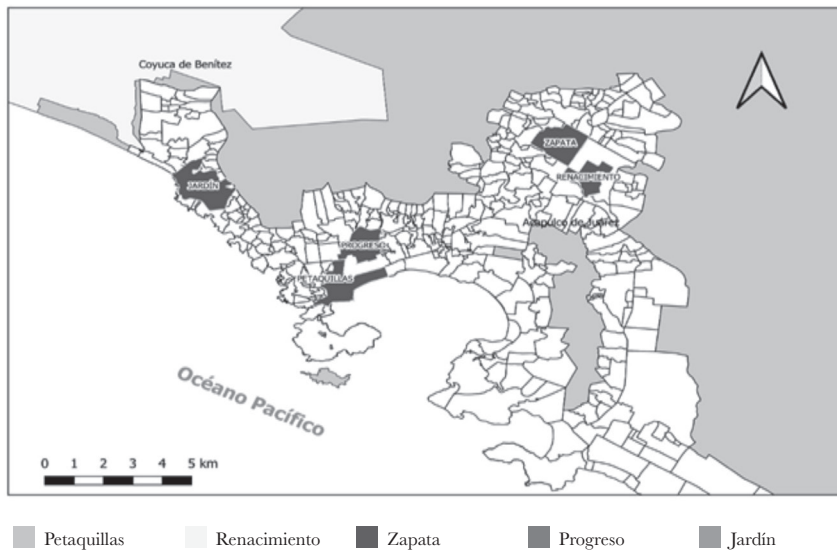 Coyuca de Benítez
ZAPATA
JARDÍN
RENACIMIENTO
Acapulco de Juárez
PROGRESO
PETAQUILLAS
Océano Pacífico
0 1 2 3 4 5 km
Petaquillas Renacimiento Zapata Progreso Jardín